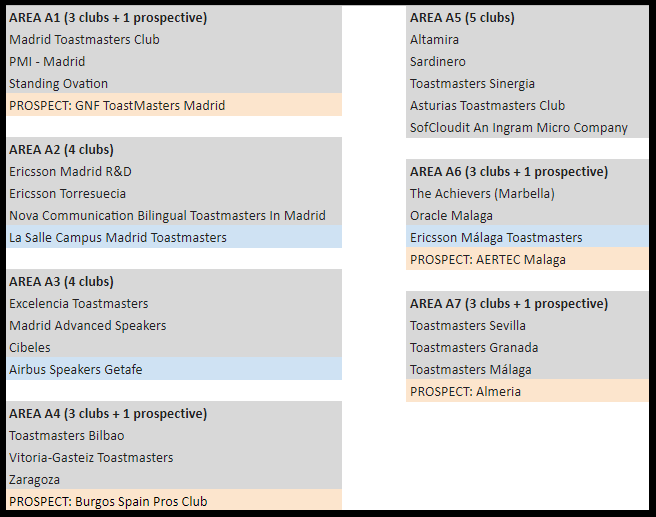 AREA A1 (3 clubs + 1 prospective)
Madrid Toastmasters Club
PMI - Madrid
Standing Ovation
PROSPECT: GNF ToastMasters Madrid
AREA A2 (4 clubs)
Ericsson Madrid R&D
Ericsson Torresuecia
Nova Communication Bilingual Toastmasters In Madrid
La Salle Campus Madrid Toastmasters
AREA A3 (4 clubs)
Excelencia Toastmasters
Madrid Advanced Speakers
Cibeles
Airbus Speakers Getafe
AREA A4 (3 clubs + 1 prospective)
Toastmasters Bilbao
Vitoria-Gasteiz Toastmasters
Zaragoza
PROSPECT: Burgos Spain Pros Club
AREA A5 (5 clubs)
Altamira
Sardinero
Toastmasters Sinergia
Asturias Toastmasters Club
SofCloudit An Ingram Micro Company
AREA A6 (3 clubs + 1 prospective)
The Achievers (Marbella)
Oracle Malaga
Ericsson Málaga Toastmasters
PROSPECT: AERTEC Malaga
AREA A7 (3 clubs + 1 prospective)
Toastmasters Sevilla
Toastmasters Granada
Toastmasters Málaga
PROSPECT: Almeria